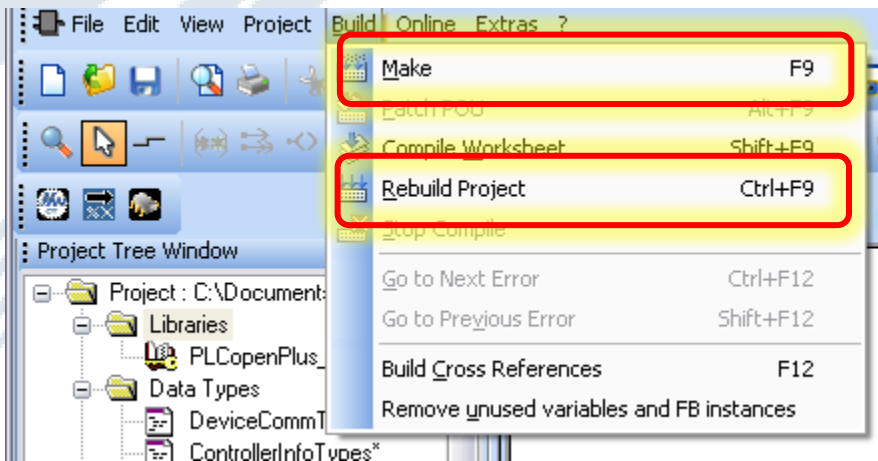 File Edit View Project Build Online Extras ?
Make F9
Patch POU Alt+F9
Compile Worksheet Shift+F9
Rebuild Project Ctrl+F9
Stop Compile
Project Tree Window
Go to Next Error Ctrl+F12
Project : C:\Document
Go to Previous Error Shift+F12
Libraries
PLCopenPlus_
Build Cross References F12
Data Types
Remove unused variables and FB instances
DeviceCommT
ControllerInfoTypes*